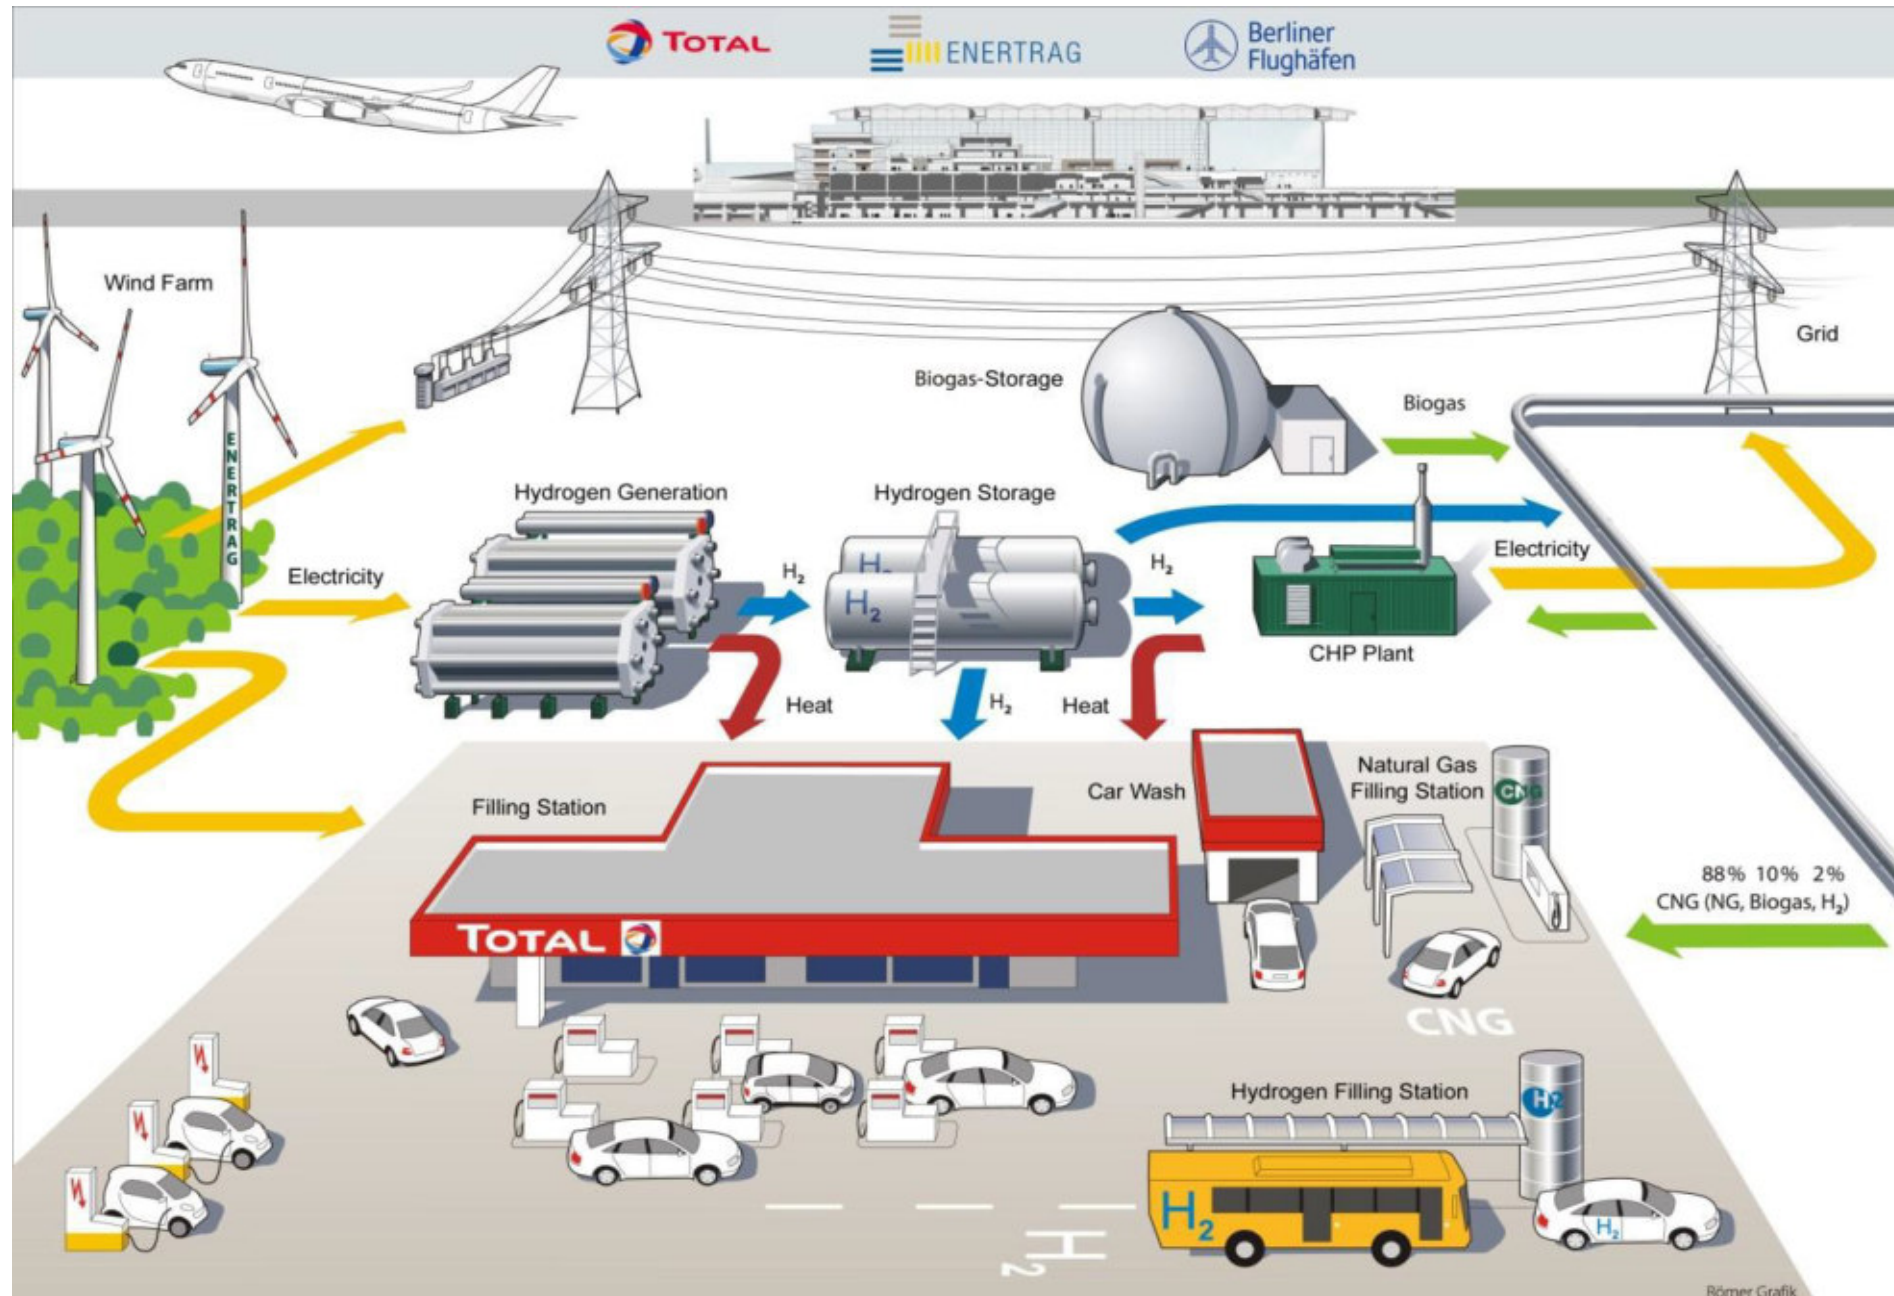 TOTAL
ENERTRAG
Berliner
Flughäfen
Wind Farm
Grid
Biogas-Storage
Biogas
ENERTRAG
Hydrogen Generation
Hydrogen Storage
H₂
H₂
Electricity
Electricity
H₂
H₂
CHP Plant
Heat
H₂
Heat
Natural Gas
Filling Station
Car Wash
CNG
Filling Station
88% 10% 2%
CNG (NG, Biogas, H₂)
TOTAL
CNG
Hydrogen Filling Station
H2
H₂
H₂
H₂
Römer Grafik